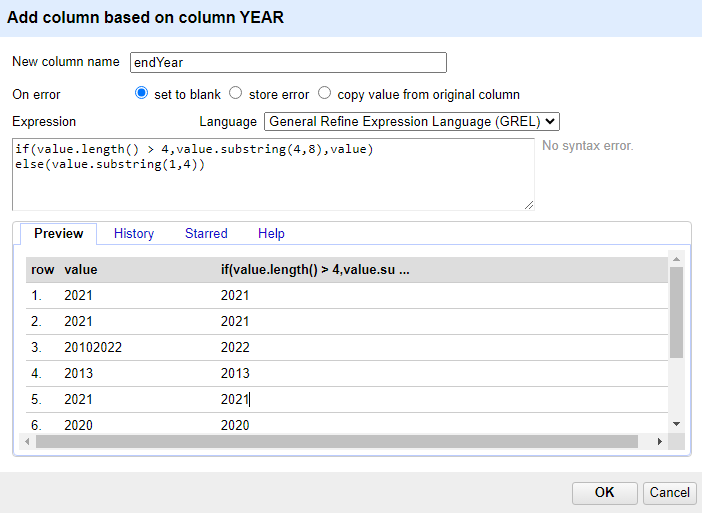 Add column based on column YEAR
New column name endYear
On error set to blank store error copy value from original column
Expression Language General Refine Expression Language (GREL)
if(value.length() > 4,value.substring(4,8),value)
else(value.substring(1,4))
No syntax error.
Preview History Starred Help
row value if(value.length() > 4,value.su ...
1. 2021 2021
2. 2021 2021
3. 20102022 2022
4. 2013 2013
5. 2021 2021
6. 2020 2020
OK Cancel